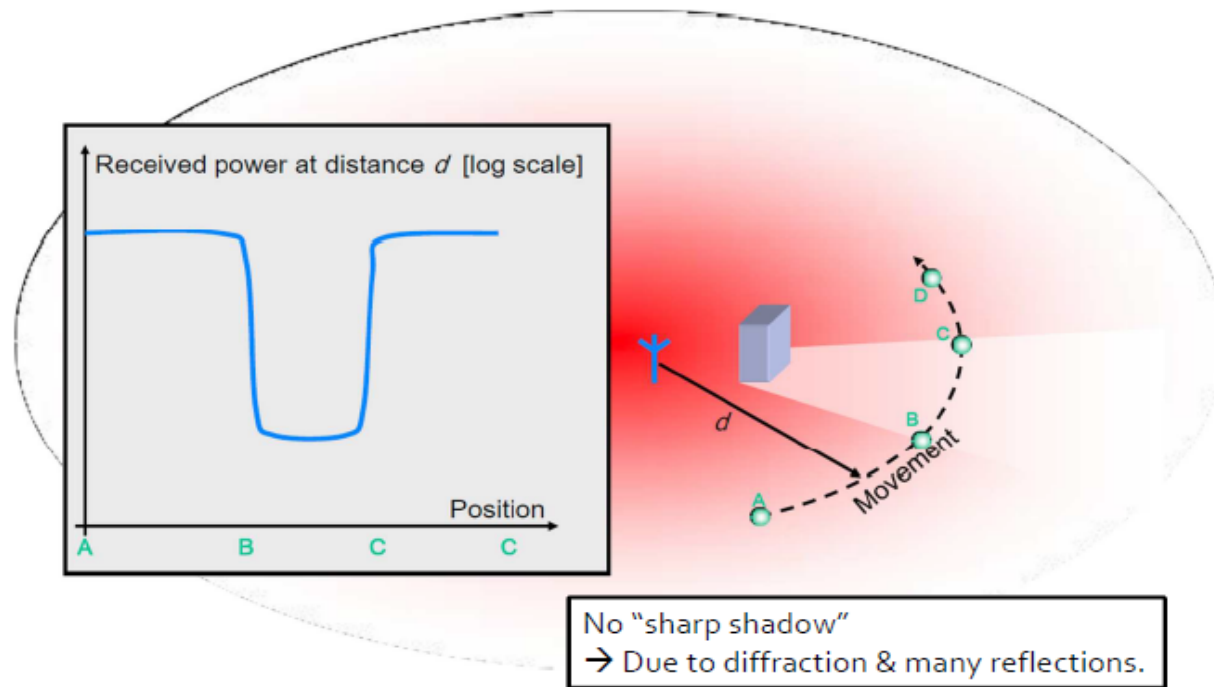 Received power at distance d [log scale]
Position
A B C C
D
C
B
A
d
Movement
No “sharp shadow”
→ Due to diffraction & many reflections.